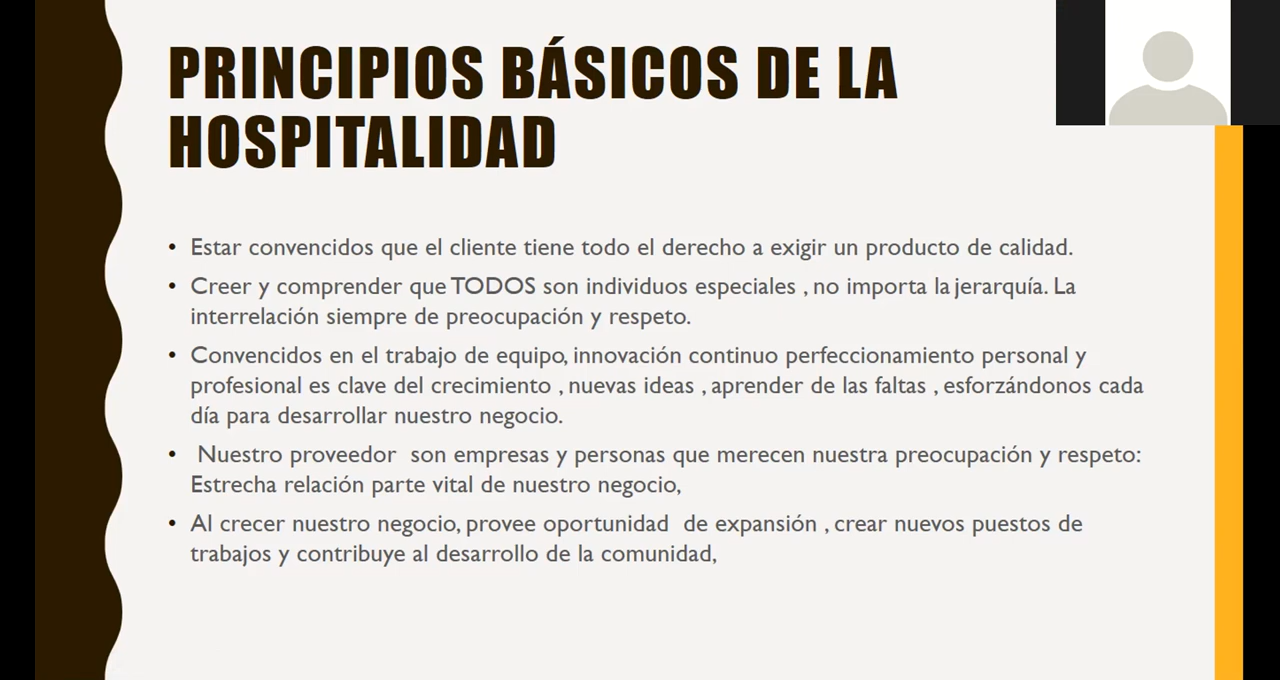 PRINCIPIOS BÁSICOS DE LA
HOSPITALIDAD
• Estar convencidos que el cliente tiene todo el derecho a exigir un producto de calidad.
• Creer y comprender que TODOS son individuos especiales , no importa la jerarquía. La
interrelación siempre de preocupación y respeto.
• Convencidos en el trabajo de equipo, innovación continuo perfeccionamiento personal y
profesional es clave del crecimiento , nuevas ideas , aprender de las faltas , esforzándonos cada
día para desarrollar nuestro negocio.
• Nuestro proveedor  son empresas y personas que merecen nuestra preocupación y respeto:
Estrecha relación parte vital de nuestro negocio,
• Al crecer nuestro negocio, provee oportunidad  de expansión , crear nuevos puestos de
trabajos y contribuye al desarrollo de la comunidad,